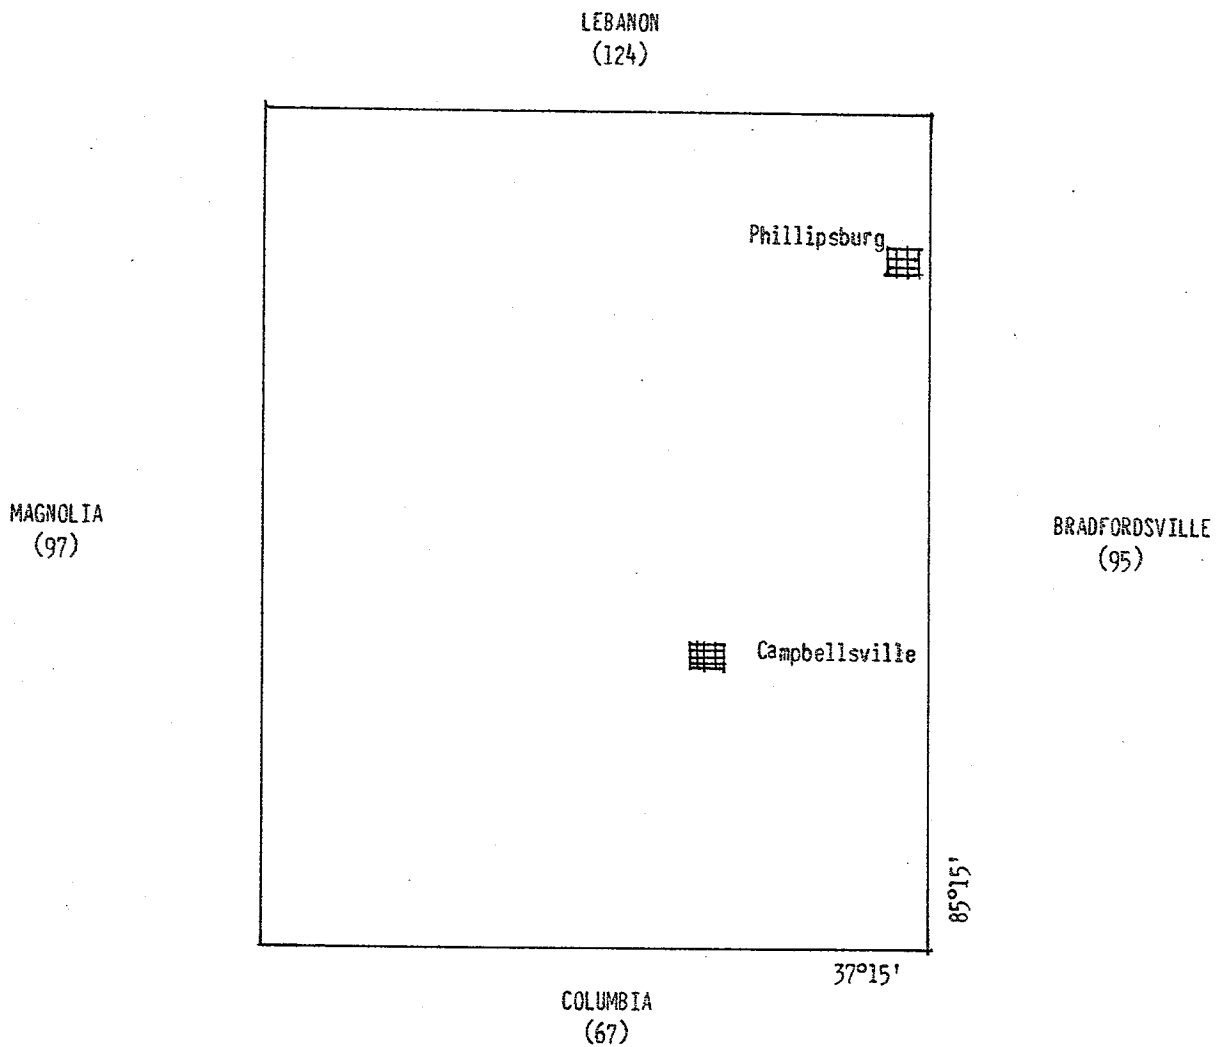 LEBANON
(124)
Phillipsburg
MAGNOLIA
(97)
BRADFORDSVILLE
(95)
Campbellsville
85°15'
37°15'
COLUMBIA
(67)